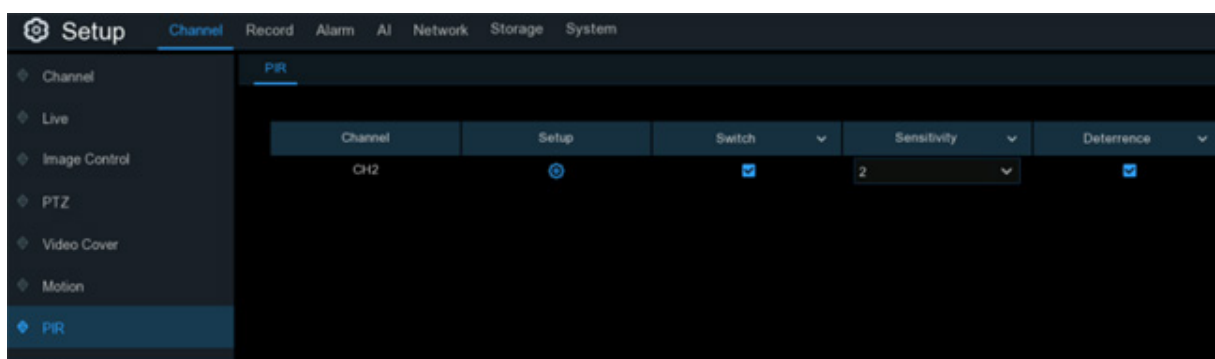 Setup Channel Record Alarm AI Network Storage System
Channel
PIR
Live
Channel Setup Switch Sensitivity Deterrence
Image Control
CH2 2
PTZ
Video Cover
Motion
PIR